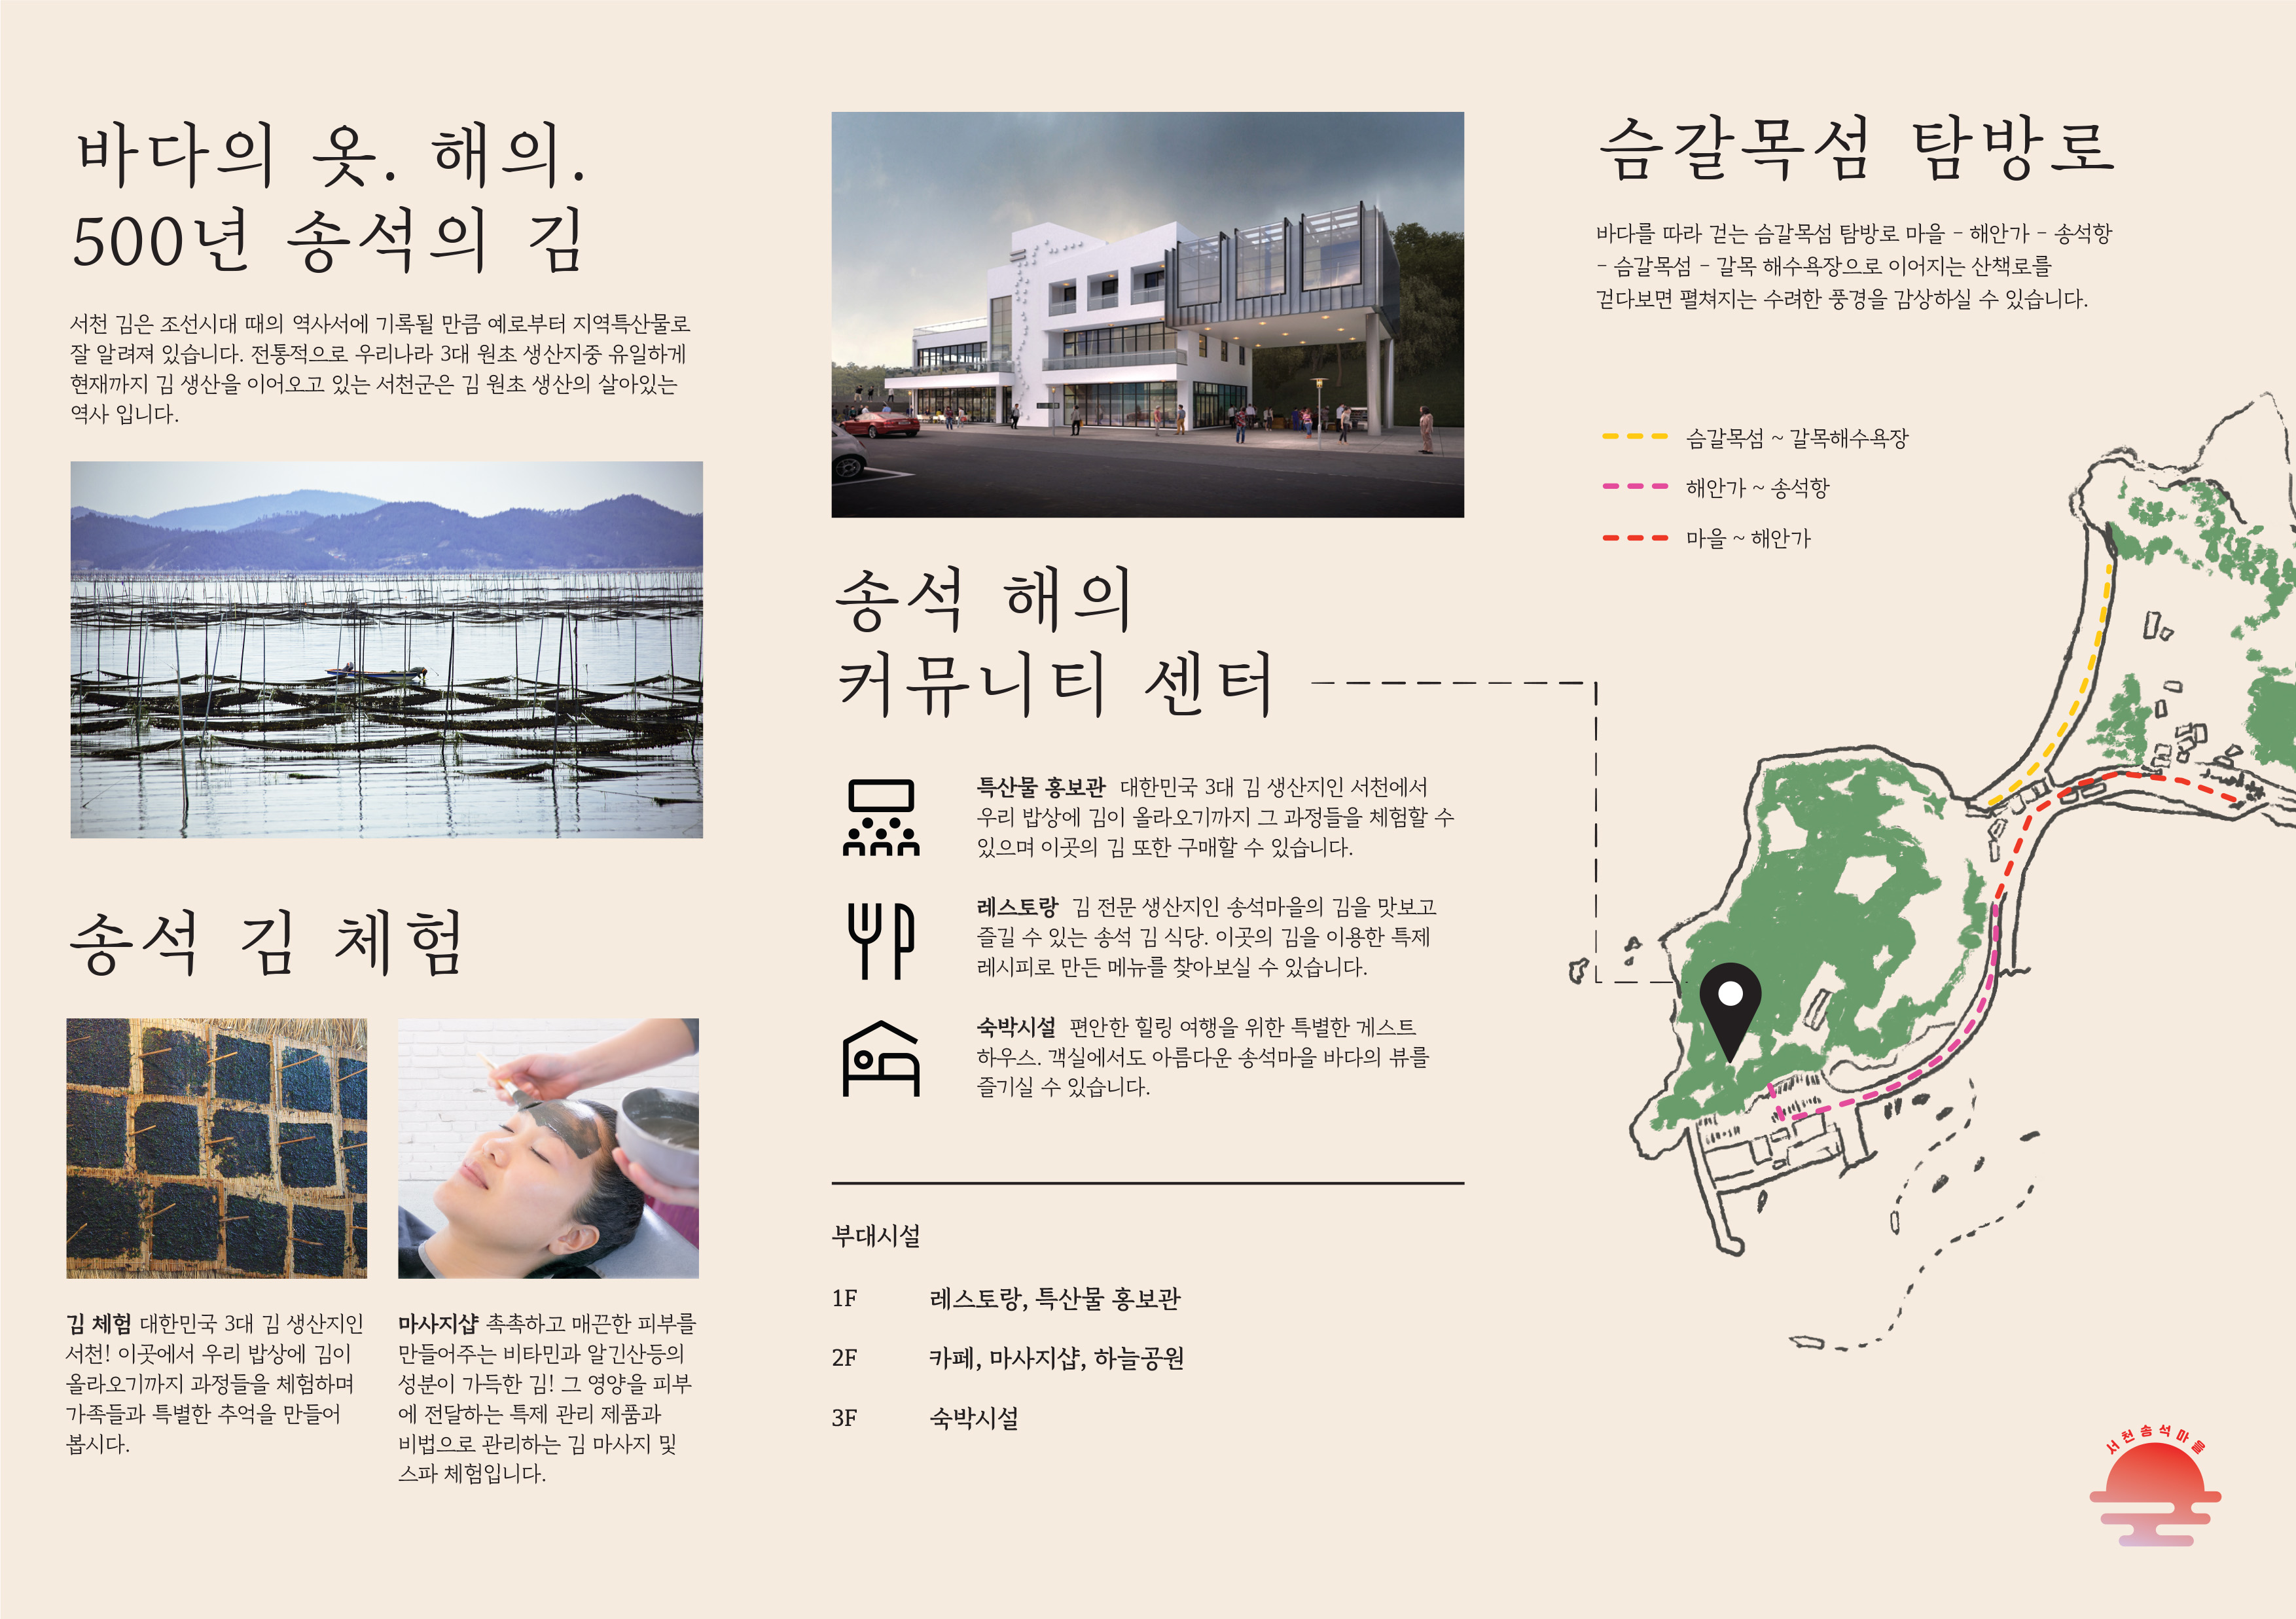 바다의 옷. 해의.
500년 송석의 김
서천 김은 조선시대 때의 역사서에 기록될 만큼 예로부터 지역특산물로
잘 알려져 있습니다. 전통적으로 우리나라 3대 원초 생산지중 유일하게
현재까지 김 생산을 이어오고 있는 서천군은 김 원초 생산의 살아있는
역사 입니다.
송석 김 체험
김 체험 대한민국 3대 김 생산지인
서천! 이곳에서 우리 밥상에 김이
올라오기까지 과정들을 체험하며
가족들과 특별한 추억을 만들어
봅시다.
마사지샵 촉촉하고 매끈한 피부를
만들어주는 비타민과 알긴산등의
성분이 가득한 김! 그 영양을 피부
에 전달하는 특제 관리 제품과
비법으로 관리하는 김 마사지 및
스파 체험입니다.
송석 해의
커뮤니티 센터
특산물 홍보관 대한민국 3대 김 생산지인 서천에서
우리 밥상에 김이 올라오기까지 그 과정들을 체험할 수
있으며 이곳의 김 또한 구매할 수 있습니다.
레스토랑 김 전문 생산지인 송석마을의 김을 맛보고
즐길 수 있는 송석 김 식당. 이곳의 김을 이용한 특제
레시피로 만든 메뉴를 찾아보실 수 있습니다.
숙박시설 편안한 힐링 여행을 위한 특별한 게스트
하우스. 객실에서도 아름다운 송석마을 바다의 뷰를
즐기실 수 있습니다.
부대시설
1F 레스토랑, 특산물 홍보관
2F 카페, 마사지샵, 하늘공원
3F 숙박시설
슴갈목섬 탐방로
바다를 따라 걷는 슴갈목섬 탐방로 마을 - 해안가 - 송석항
- 슴갈목섬 - 갈목 해수욕장으로 이어지는 산책로를
걷다보면 펼쳐지는 수려한 풍경을 감상하실 수 있습니다.
슴갈목섬 ~ 갈목해수욕장
해안가 ~ 송석항
마을 ~ 해안가
서천송석마을